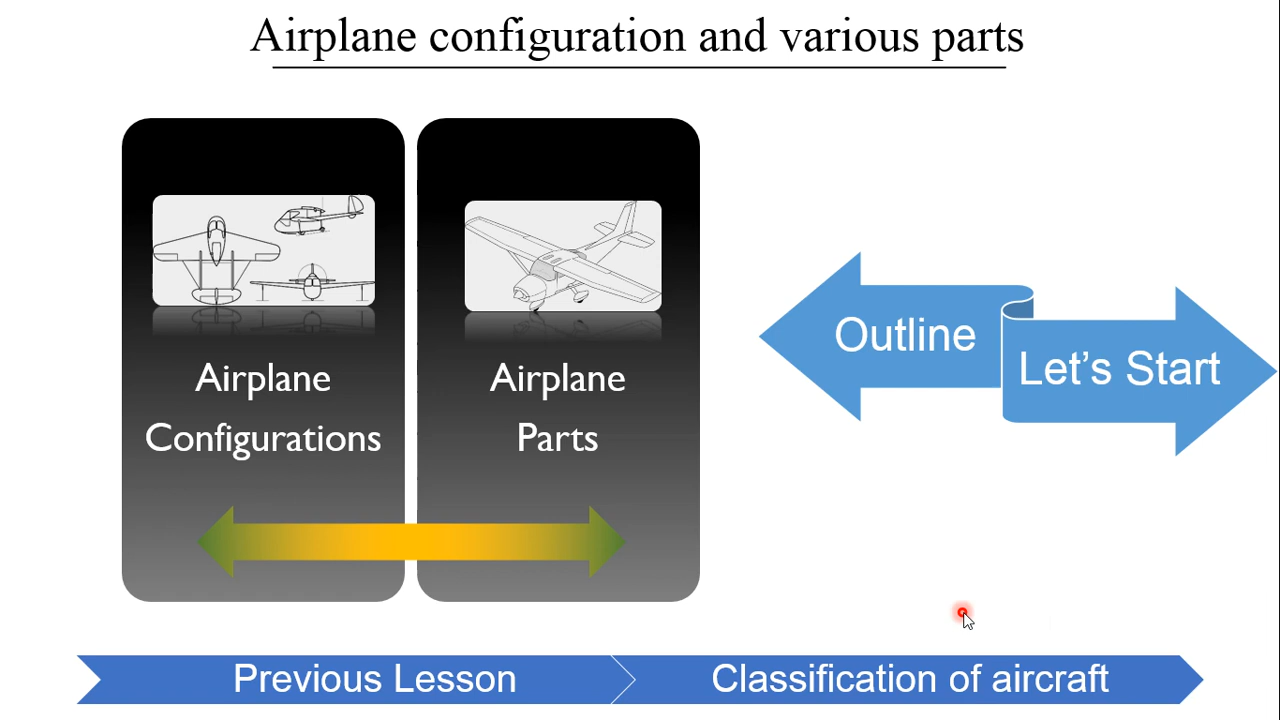 Airplane configuration and various parts
Airplane
Configurations
Airplane
Parts
Outline
Let’s Start
Previous Lesson
Classification of aircraft